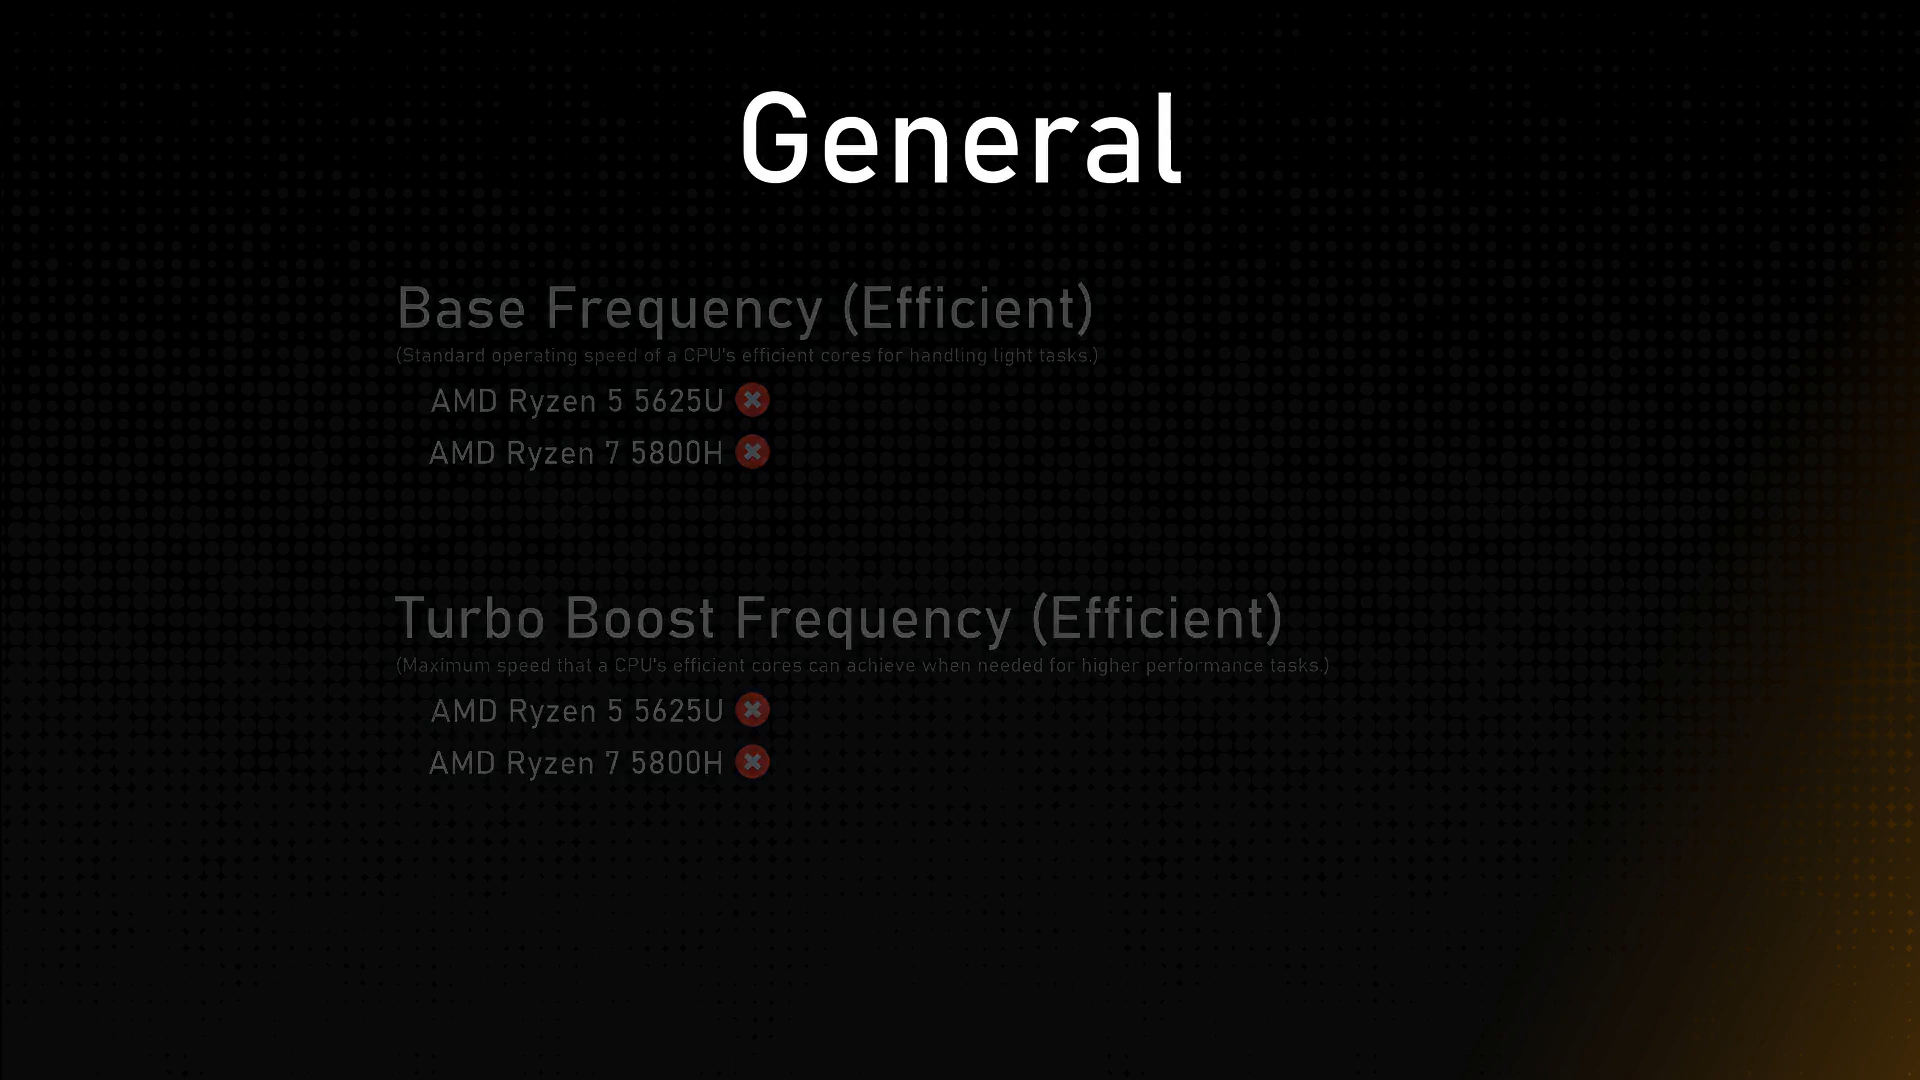 General
Base Frequency (Efficient)
(Standard operating speed of a CPU's efficient cores for handling light tasks.)
AMD Ryzen 5 5625U
AMD Ryzen 7 5800H
Turbo Boost Frequency (Efficient)
(Maximum speed that a CPU's efficient cores can achieve when needed for higher performance tasks.)
AMD Ryzen 5 5625U
AMD Ryzen 7 5800H